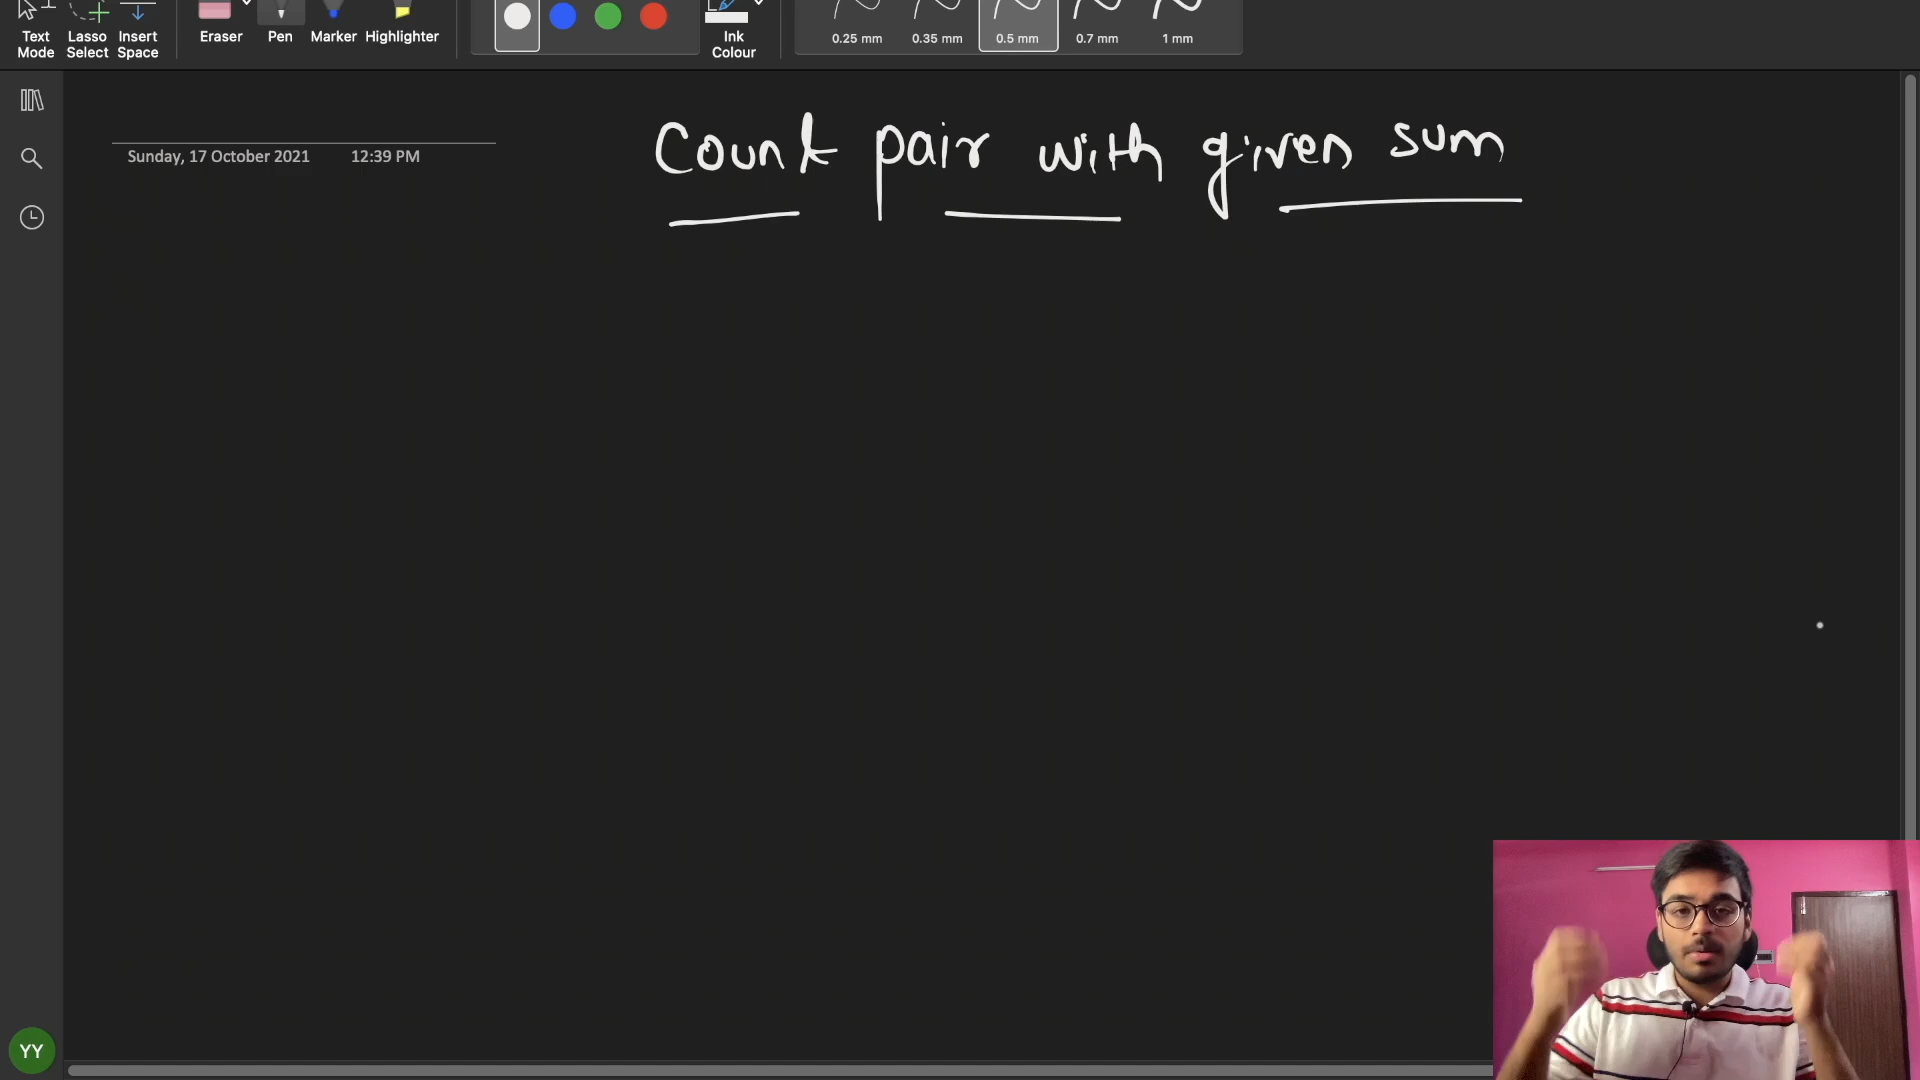 Text Mode
Lasso Select
Insert Space
Eraser
Pen
Marker
Highlighter
Ink Colour
0.25 mm
0.35 mm
0.5 mm
0.7 mm
1 mm
Count pair with given sum
Sunday, 17 October 2021 12:39 PM
YY